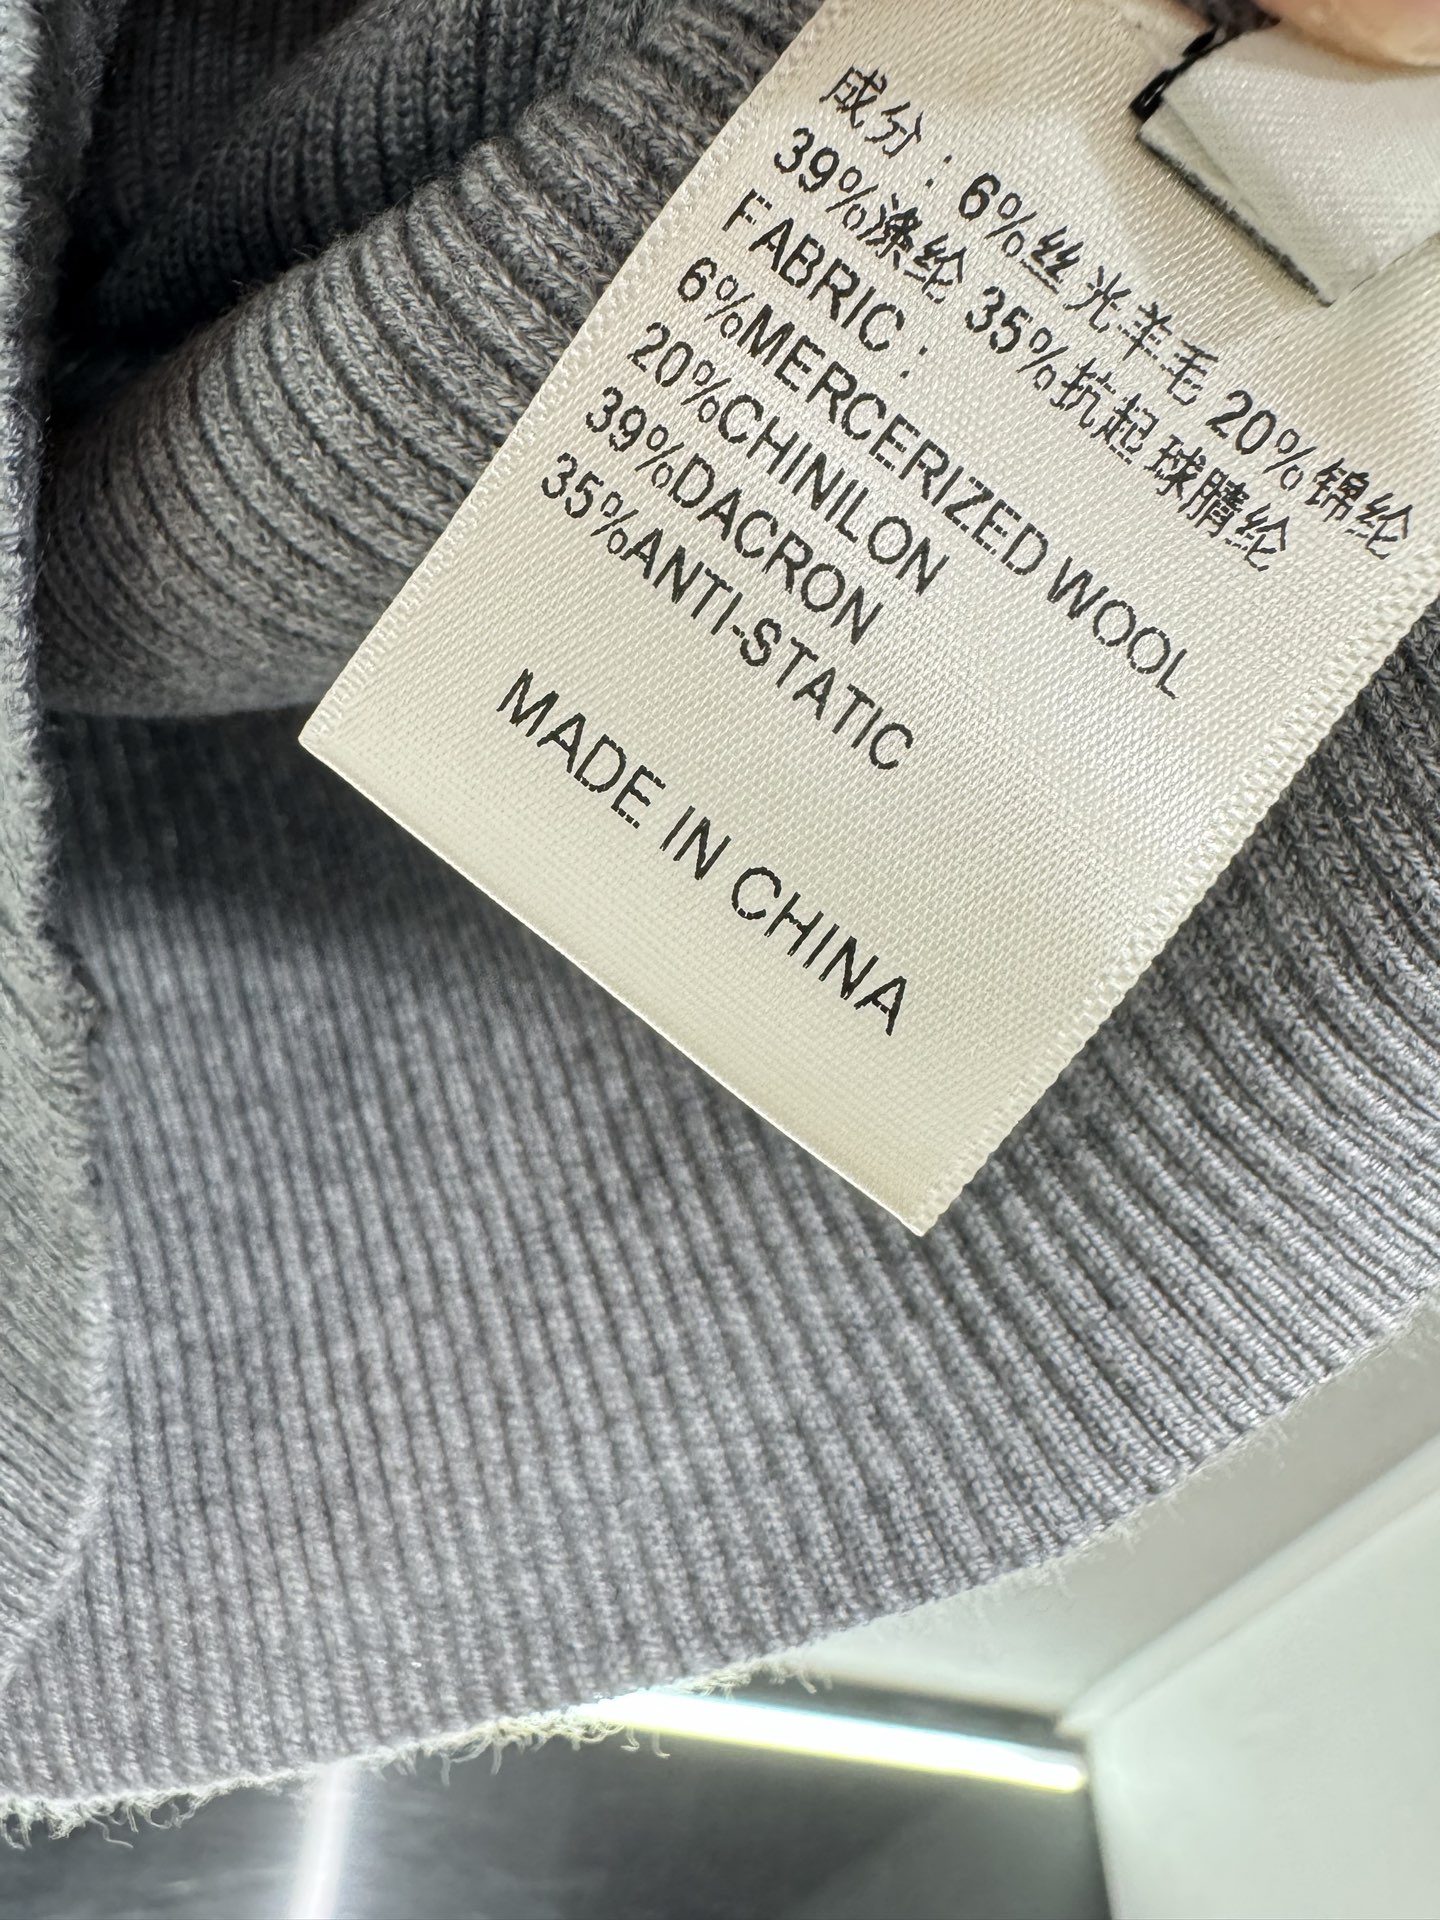 成分：6%丝光羊毛 20%锦纶
39%涤纶 35%抗起球腈纶
FABRIC：
6%MERCERIZED WOOL
20%CHINILON
39%DACRON
35%ANTI-STATIC
MADE IN CHINA